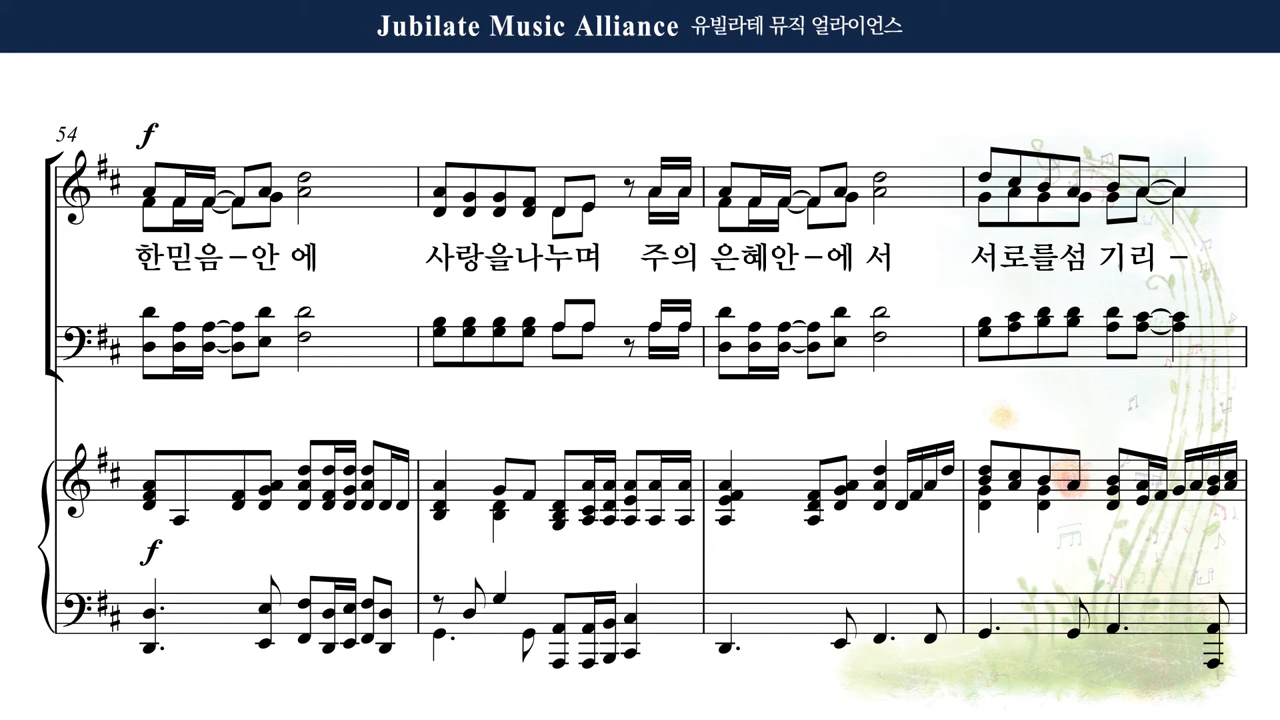 Jubilate Music Alliance 유빌라테 뮤직 얼라이언스
54
f
한믿음-안 에 사랑을나누며 주의 은혜안-에 서 서로를섬 기리-
f